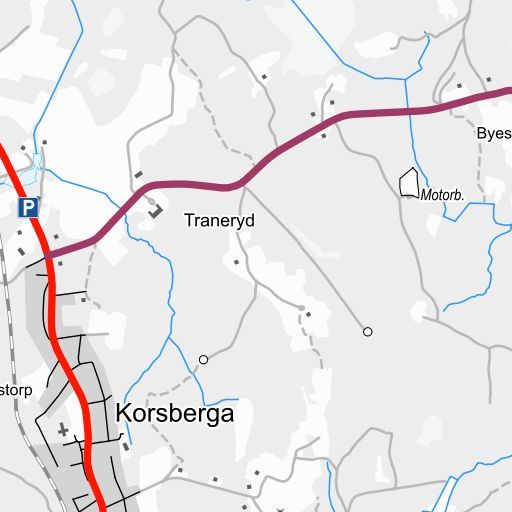 Byes
Motorb.
P
Traneryd
storp
Korsberga